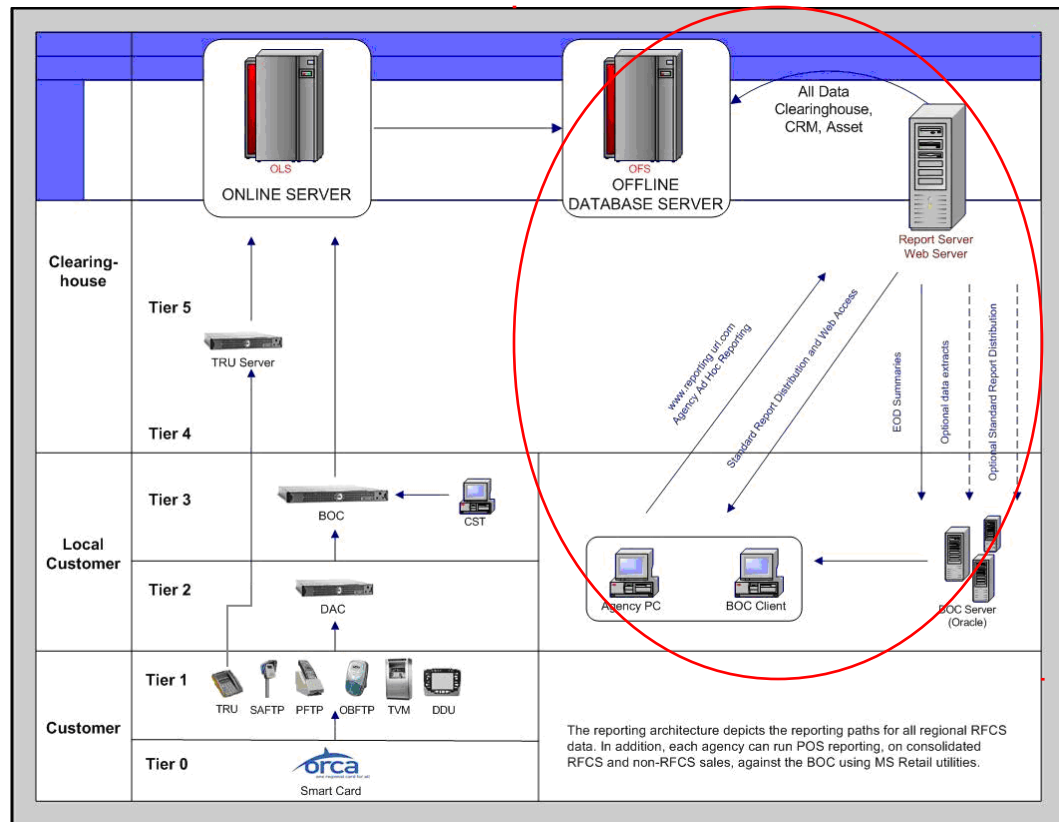 OLS
ONLINE SERVER
OFS
OFFLINE
DATABASE SERVER
All Data
Clearinghouse,
CRM, Asset
Report Server
Web Server
Clearing-
house
Tier 5
TRU Server
Tier 4
www.reporting url.com
Agency Ad Hoc Reporting
Standard Report Distribution and Web Access
EOD Summaries
Optional data extracts
Optional Standard Report Distribution
Local
Customer
Tier 3
BOC
CST
Tier 2
DAC
Agency PC
BOC Client
BOC Server
(Oracle)
Customer
Tier 1
TRU
SAFTP
PFTP
OBFTP
TVM
DDU
Tier 0
orca
one regional card for all
Smart Card
The reporting architecture depicts the reporting paths for all regional RFCS
data. In addition, each agency can run POS reporting, on consolidated
RFCS and non-RFCS sales, against the BOC using MS Retail utilities.